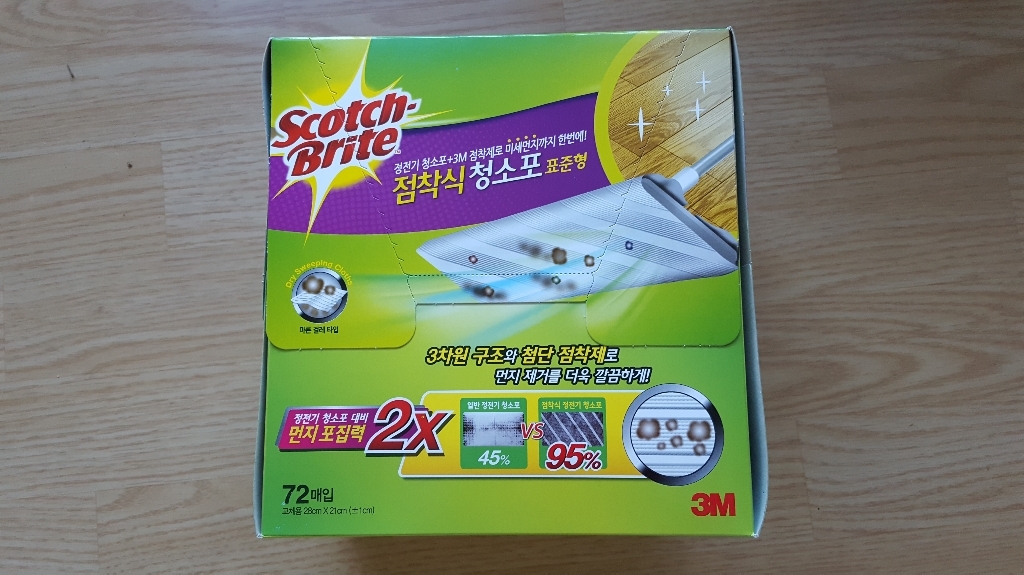 Scotch-
Brite
정전기 청소포+3M 점착제로 미세먼지까지 한번에!
점착식 청소포 표준형
Dry Sweeping Cloths
마른 걸레 타입
3차원 구조와 첨단 점착제로
먼지 제거를 더욱 깔끔하게!
정전기 청소포 대비
먼지 포집력 2X
일반 정전기 청소포
45%
VS
점착식 정전기 청소포
95%
72매입
교체용 28cm X 21cm (±1cm)
3M